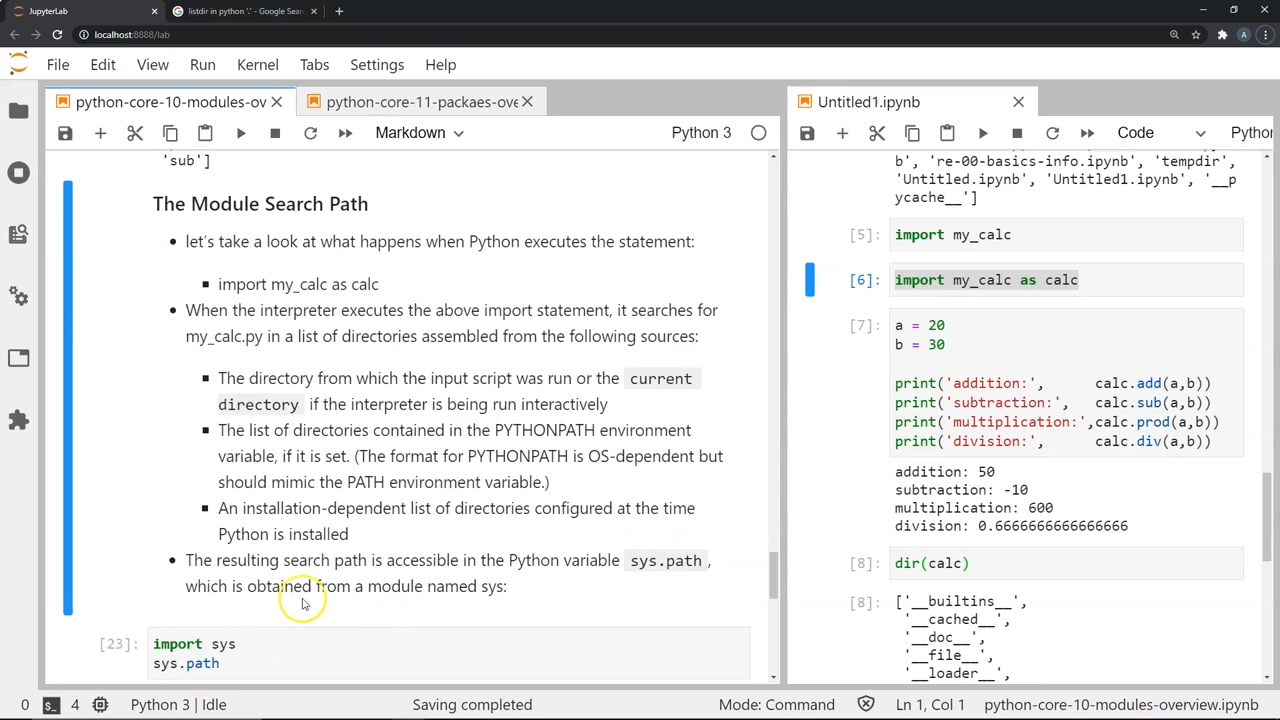 JupyterLab
listdir in python '.' - Google Sear
localhost:8888/lab
A
File Edit View Run Kernel Tabs Settings Help
python-core-10-modules-ov
python-core-11-packaes-ove
Markdown
Python 3
'sub']
The Module Search Path
let's take a look at what happens when Python executes the statement:
import my_calc as calc
When the interpreter executes the above import statement, it searches for
my_calc.py in a list of directories assembled from the following sources:
The directory from which the input script was run or the current
directory if the interpreter is being run interactively
The list of directories contained in the PYTHONPATH environment
variable, if it is set. (The format for PYTHONPATH is OS-dependent but
should mimic the PATH environment variable.)
An installation-dependent list of directories configured at the time
Python is installed
The resulting search path is accessible in the Python variable sys.path,
which is obtained from a module named sys:
[23]: import sys
sys.path
Untitled1.ipynb
Code
Pythor
b', 're-00-basics-info.ipynb', 'tempdir',
'Untitled.ipynb', 'Untitled1.ipynb', '__p
ycache__']
[5]: import my_calc
[6]: import my_calc as calc
[7]: a = 20
b = 30
print('addition:', calc.add(a,b))
print('subtraction:', calc.sub(a,b))
print('multiplication:',calc.prod(a,b))
print('division:', calc.div(a,b))
addition: 50
subtraction: -10
multiplication: 600
division: 0.6666666666666666
[8]: dir(calc)
[8]: ['__builtins__',
'__cached__',
'__doc__',
'__file__',
'__loader__',
0 $_ 4 Python 3 | Idle Saving completed Mode: Command Ln 1, Col 1 python-core-10-modules-overview.ipynb